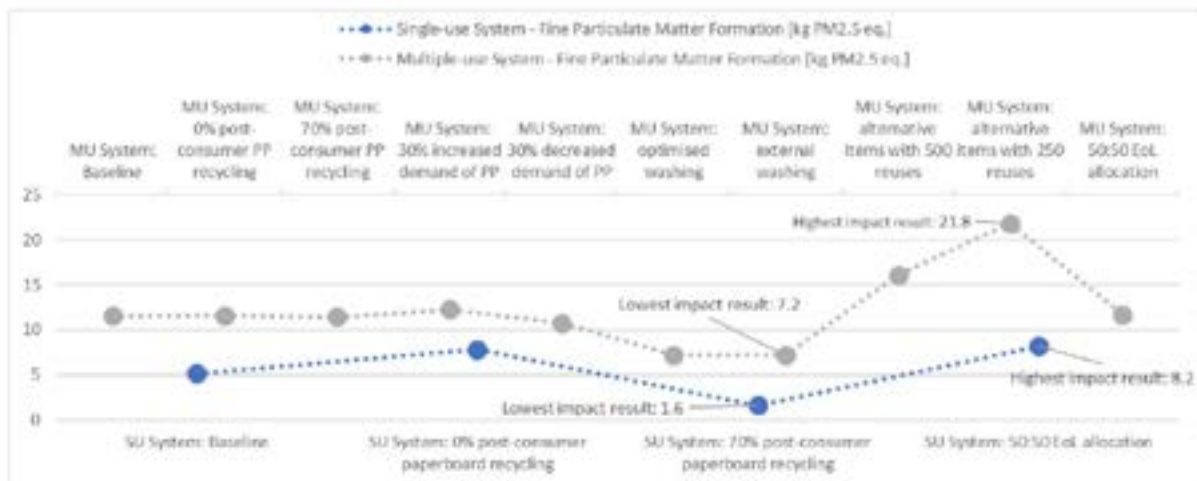 Single-use System - Fine Particulate Matter Formation [kg PM2.5 eq.]
Multiple-use System - Fine Particulate Matter Formation [kg PM2.5 eq.]
MU System: Baseline
MU System: 0% post-consumer PP recycling
MU System: 70% post-consumer PP recycling
MU System: 30% increased demand of PP
MU System: 30% decreased demand of PP
MU System: optimised washing
MU System: external washing
MU System: alternative items with 500 reuses
MU System: alternative items with 250 reuses
MU System: 50:50 EoL allocation
25
20
15
10
5
0
Highest impact result: 21.8
Lowest impact result: 7.2
Highest impact result: 8.2
Lowest impact result: 1.6
SU System: Baseline
SU System: 0% post-consumer paperboard recycling
SU System: 70% post-consumer paperboard recycling
SU System: 50:50 EoL allocation